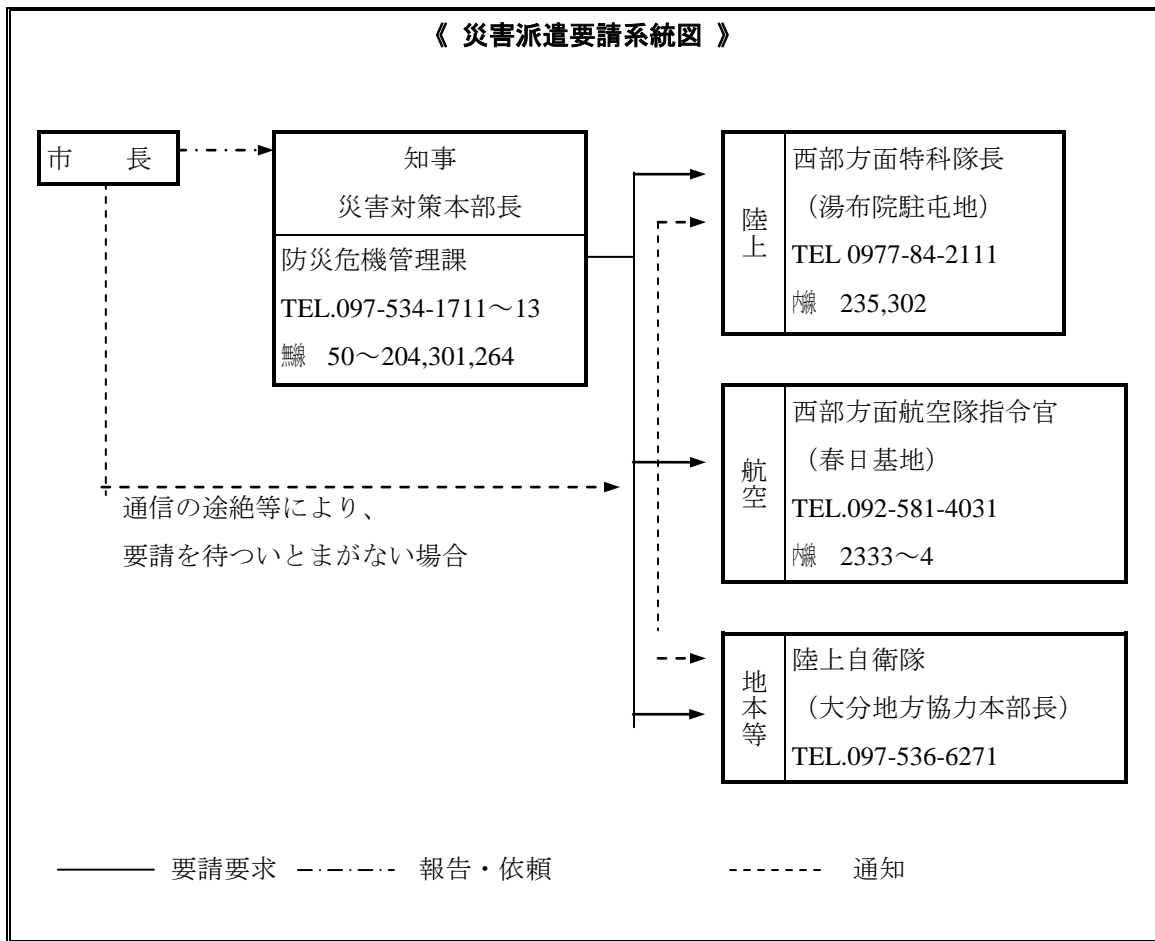 《 災害派遣要請系統図 》
市　　長
知事
災害対策本部長
防災危機管理課
TEL.097-534-1711～13
無線　50～204,301,264
陸上
西部方面特科隊長
（湯布院駐屯地）
TEL 0977-84-2111
内線　235,302
航空
西部方面航空隊指令官
（春日基地）
TEL.092-581-4031
内線　2333～4
通信の途絶等により、
要請を待ついとまがない場合
地本等
陸上自衛隊
（大分地方協力本部長）
TEL.097-536-6271
要請要求
報告・依頼
通知